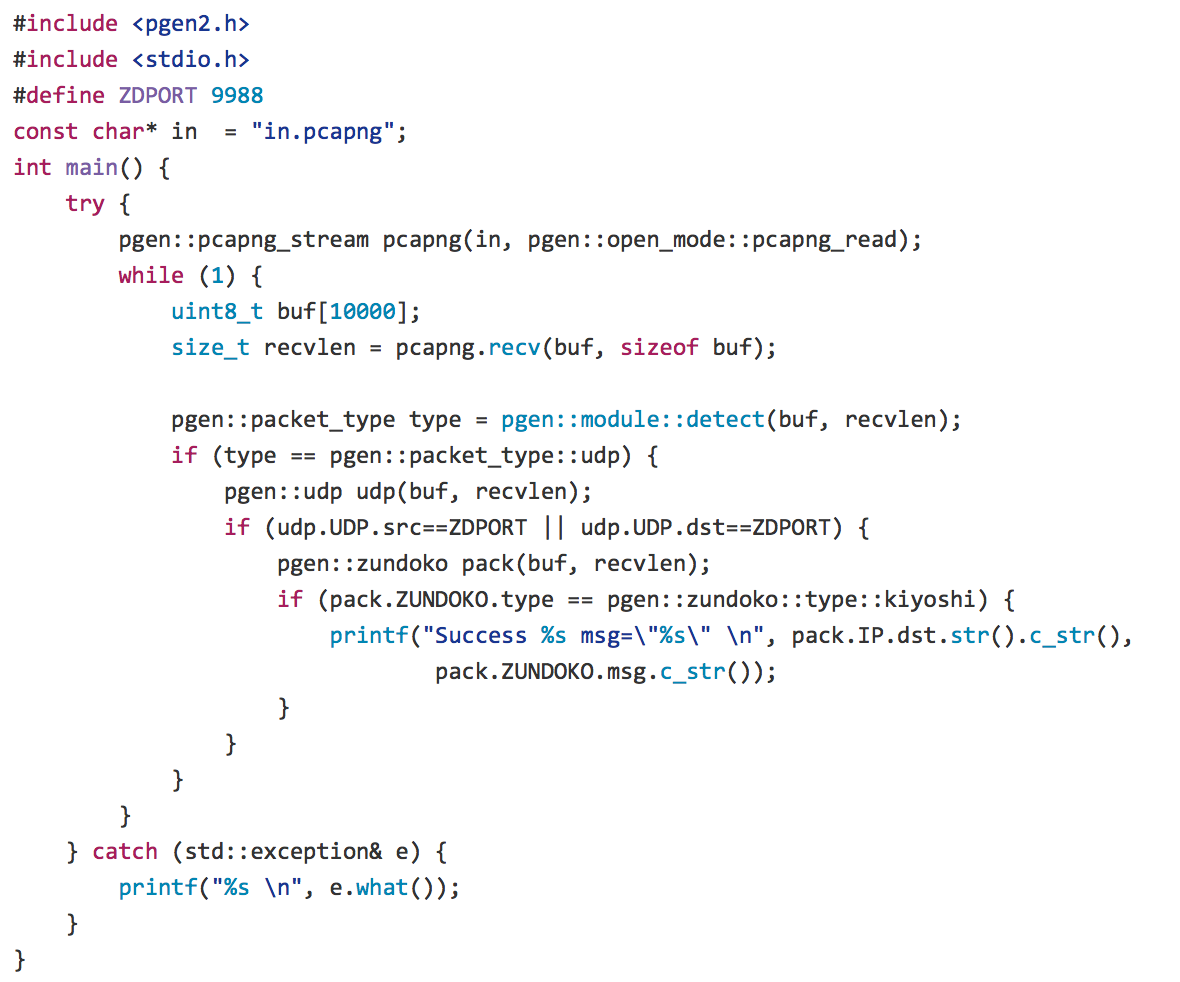 #include <pgen2.h>
#include <stdio.h>
#define ZDPORT 9988
const char* in  = "in.pcapng";
int main() {
    try {
        pgen::pcapng_stream pcapng(in, pgen::open_mode::pcapng_read);
        while (1) {
            uint8_t buf[10000];
            size_t recvlen = pcapng.recv(buf, sizeof buf);

            pgen::packet_type type = pgen::module::detect(buf, recvlen);
            if (type == pgen::packet_type::udp) {
                pgen::udp udp(buf, recvlen);
                if (udp.UDP.src==ZDPORT || udp.UDP.dst==ZDPORT) {
                    pgen::zundoko pack(buf, recvlen);
                    if (pack.ZUNDOKO.type == pgen::zundoko::type::kiyoshi) {
                        printf("Success %s msg=\"%s\" \n", pack.IP.dst.str().c_str(),
                                pack.ZUNDOKO.msg.c_str());
                    }
                }
            }
        }
    } catch (std::exception& e) {
        printf("%s \n", e.what());
    }
}